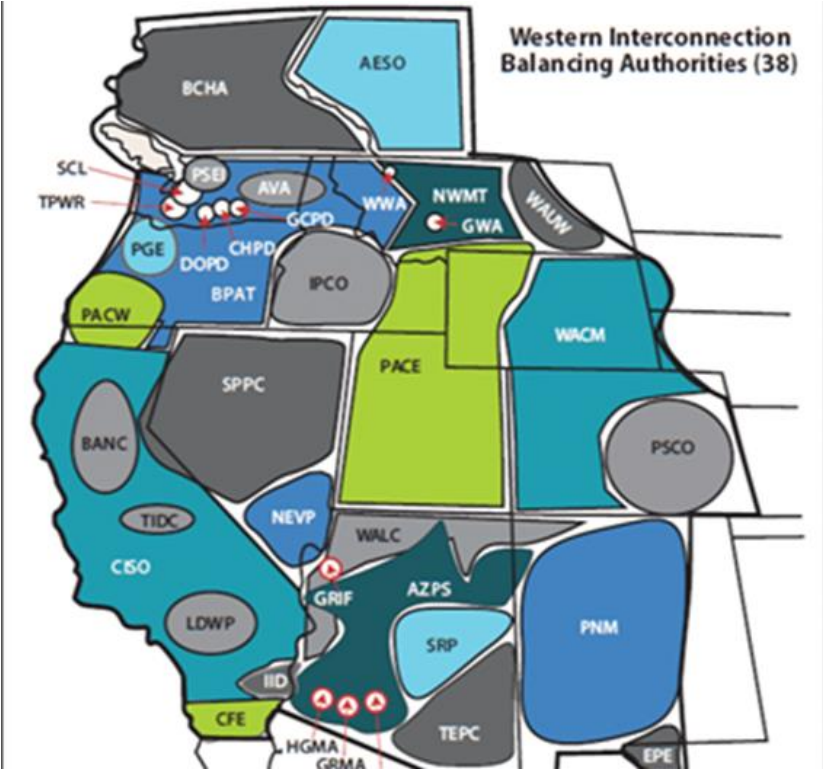 Western Interconnection
Balancing Authorities (38)
AESO
BCHA
SCL
PSEI
AVA
TPWR
WWA
NWMT
WAUW
GCPD
GWA
PGE
CHPD
DOPD
BPAT
IPCO
PACW
WACM
PACE
SPPC
BANC
PSCO
TIDC
NEVP
WALC
CISO
GRIF
AZPS
LDWP
SRP
PNM
IID
CFE
TEPC
HGMA
GRMA
EPE